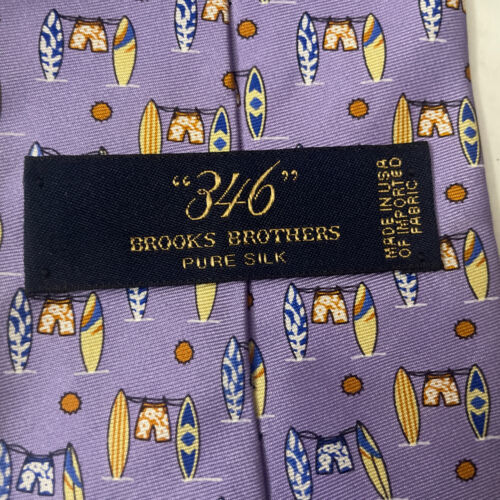 "346"
BROOKS BROTHERS
PURE SILK
MADE IN USA
OF IMPORTED
FABRIC